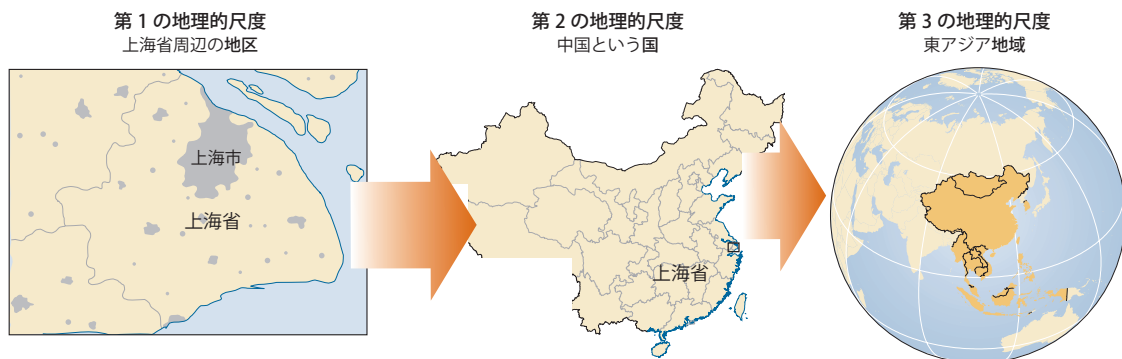 第1の地理的尺度
上海省周辺の地区
第2の地理的尺度
中国という国
第3の地理的尺度
東アジア地域
上海市
上海省
上海省